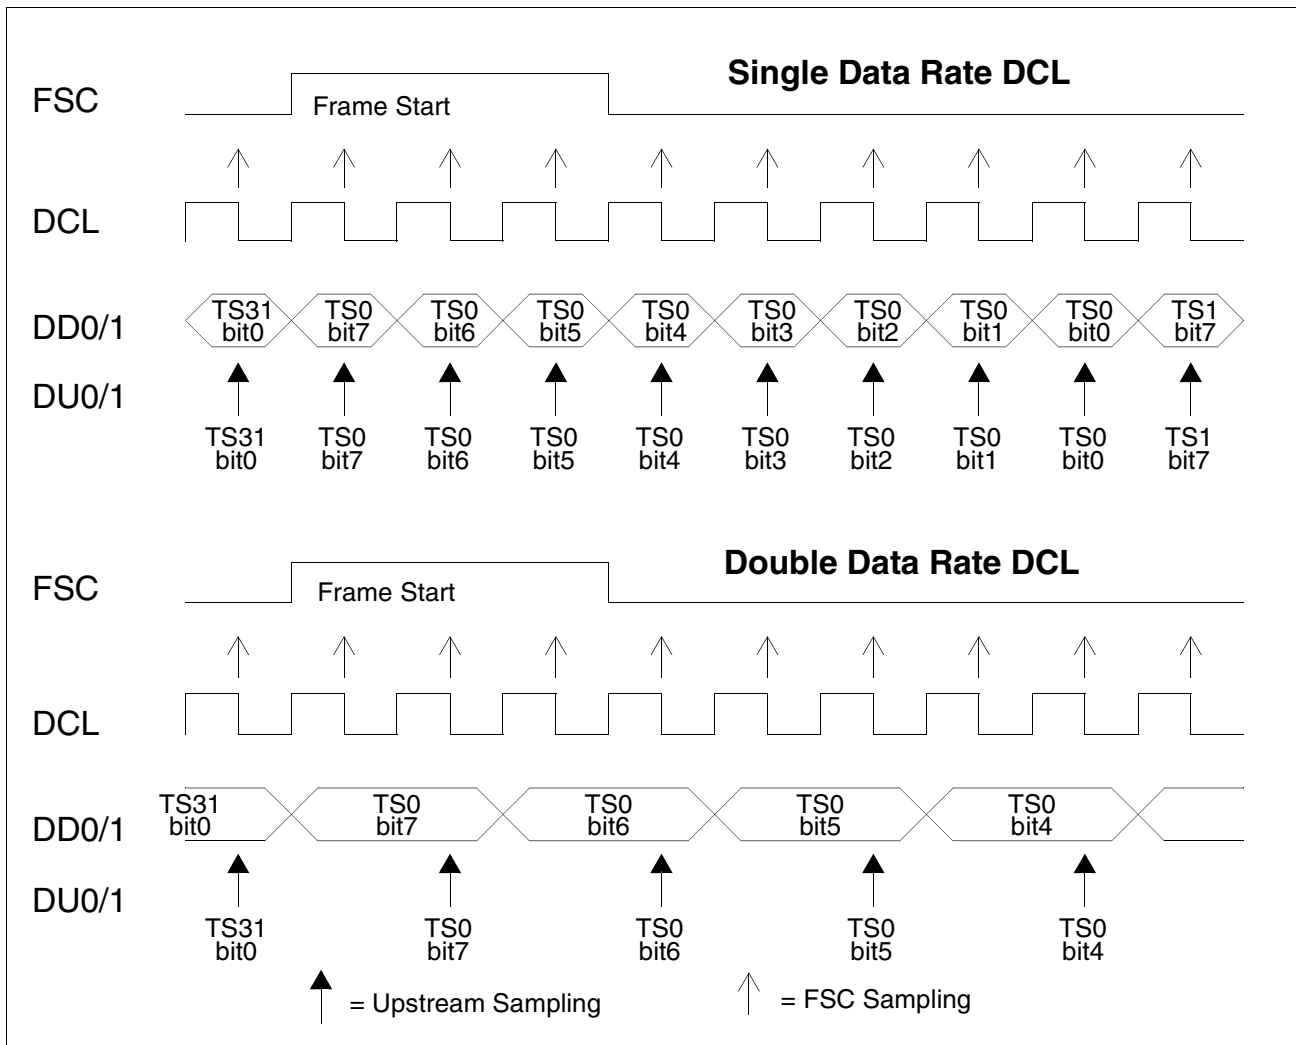 Single Data Rate DCL
FSC
Frame Start
DCL
DD0/1
TS31 TS0 TS0 TS0 TS0 TS0 TS0 TS0 TS0 TS1
bit0 bit7 bit6 bit5 bit4 bit3 bit2 bit1 bit0 bit7
DU0/1
TS31 TS0 TS0 TS0 TS0 TS0 TS0 TS0 TS0 TS1
bit0 bit7 bit6 bit5 bit4 bit3 bit2 bit1 bit0 bit7
Double Data Rate DCL
FSC
Frame Start
DCL
DD0/1
TS31 TS0 TS0 TS0 TS0
bit0 bit7 bit6 bit5 bit4
DU0/1
TS31 TS0 TS0 TS0 TS0
bit0 bit7 bit6 bit5 bit4
= Upstream Sampling
= FSC Sampling